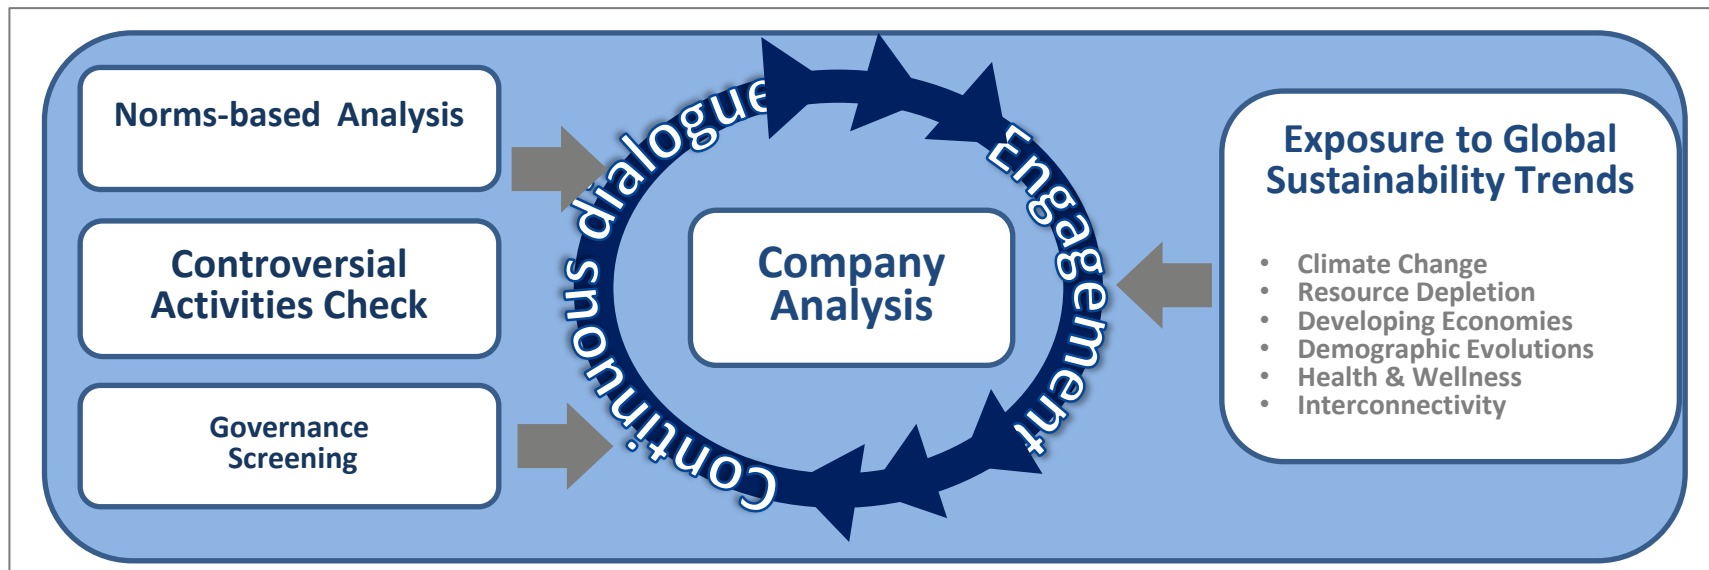 Norms-based Analysis
Controversial
Activities Check
Governance
Screening
Continuous dialogue
Company
Analysis
Engagement
Exposure to Global
Sustainability Trends
• Climate Change
• Resource Depletion
• Developing Economies
• Demographic Evolutions
• Health & Wellness
• Interconnectivity